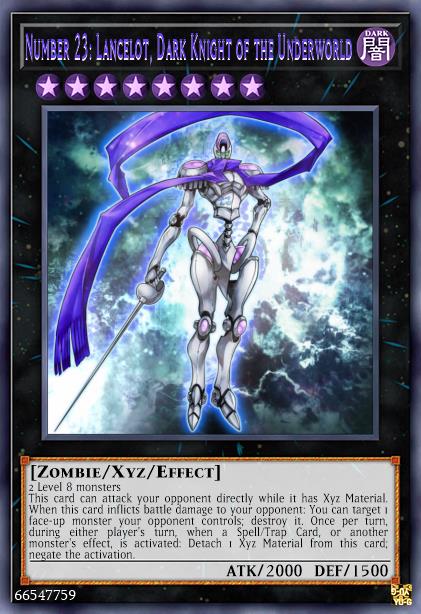 Number 23: Lancelot, Dark Knight of the Underworld
DARK
闇
[Zombie/Xyz/Effect]
2 Level 8 monsters
This card can attack your opponent directly while it has Xyz Material.
When this card inflicts battle damage to your opponent: You can target 1
face-up monster your opponent controls; destroy it. Once per turn,
during either player's turn, when a Spell/Trap Card, or another
monster's effect, is activated: Detach 1 Xyz Material from this card;
negate the activation.
ATK/2000 DEF/1500
66547759